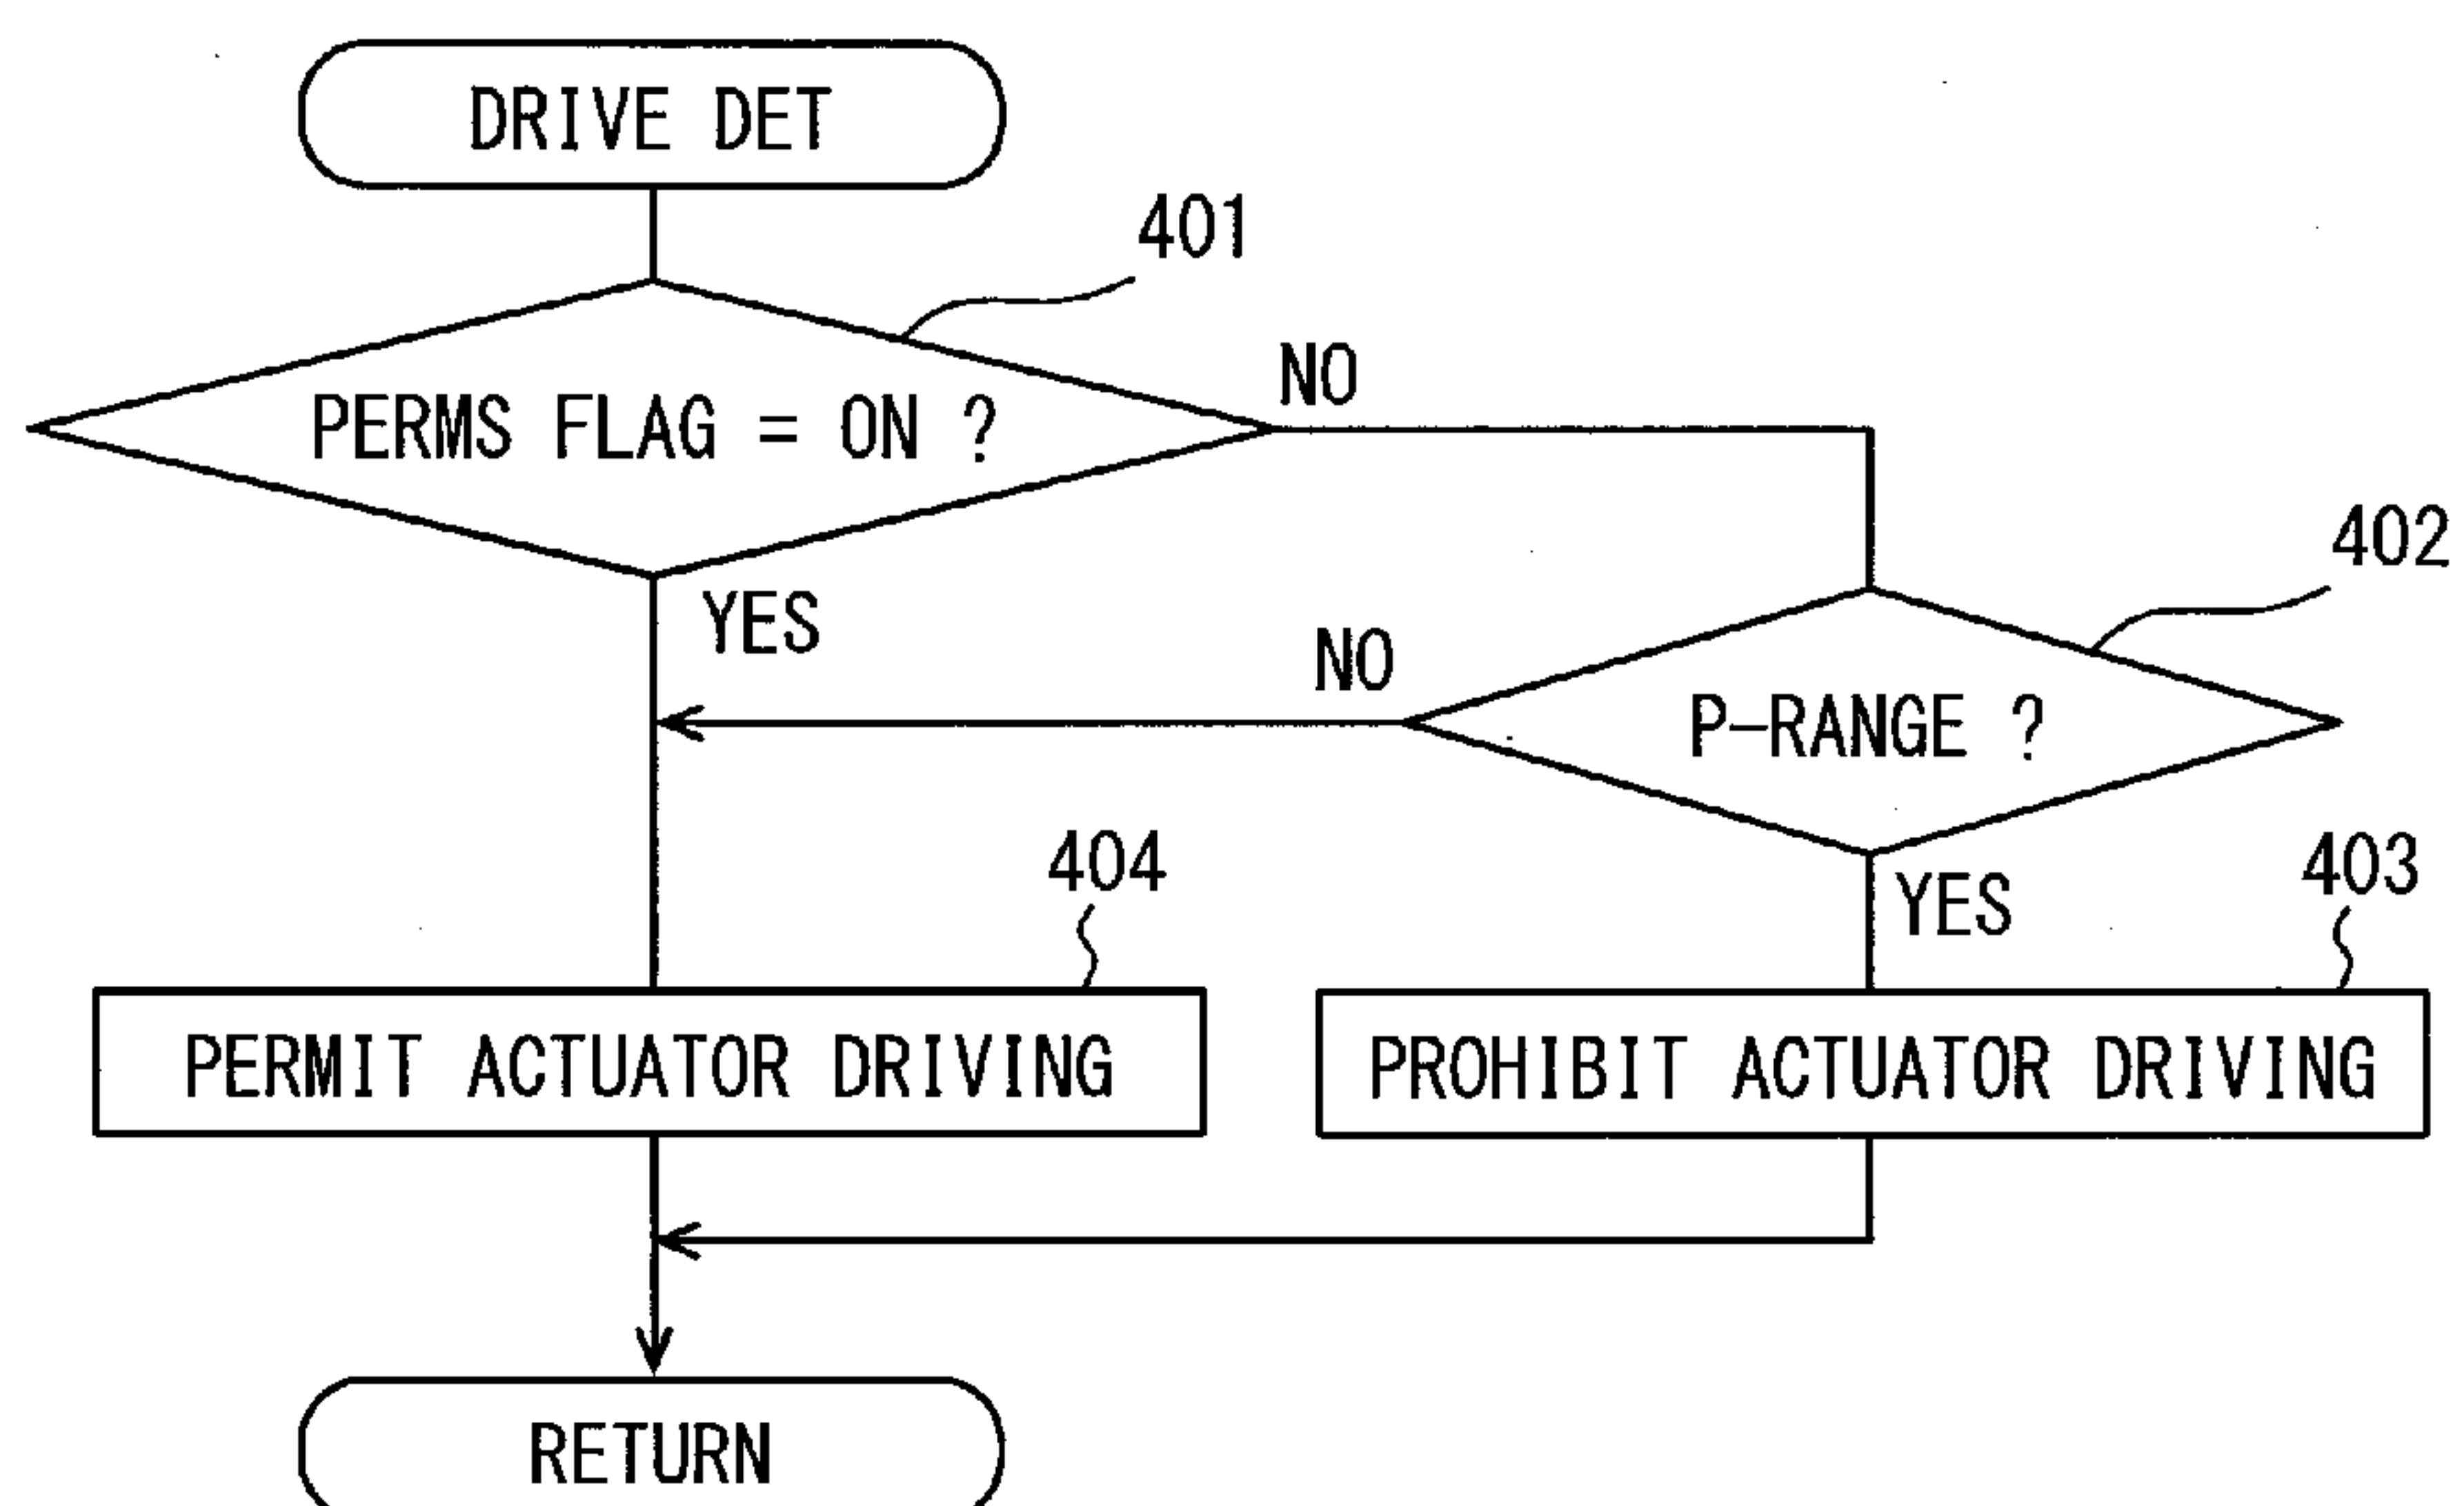 DRIVE DET
401
PERMS FLAG = ON ?
NO
402
YES
NO
P-RANGE ?
404
403
YES
PERMIT ACTUATOR DRIVING
PROHIBIT ACTUATOR DRIVING
RETURN